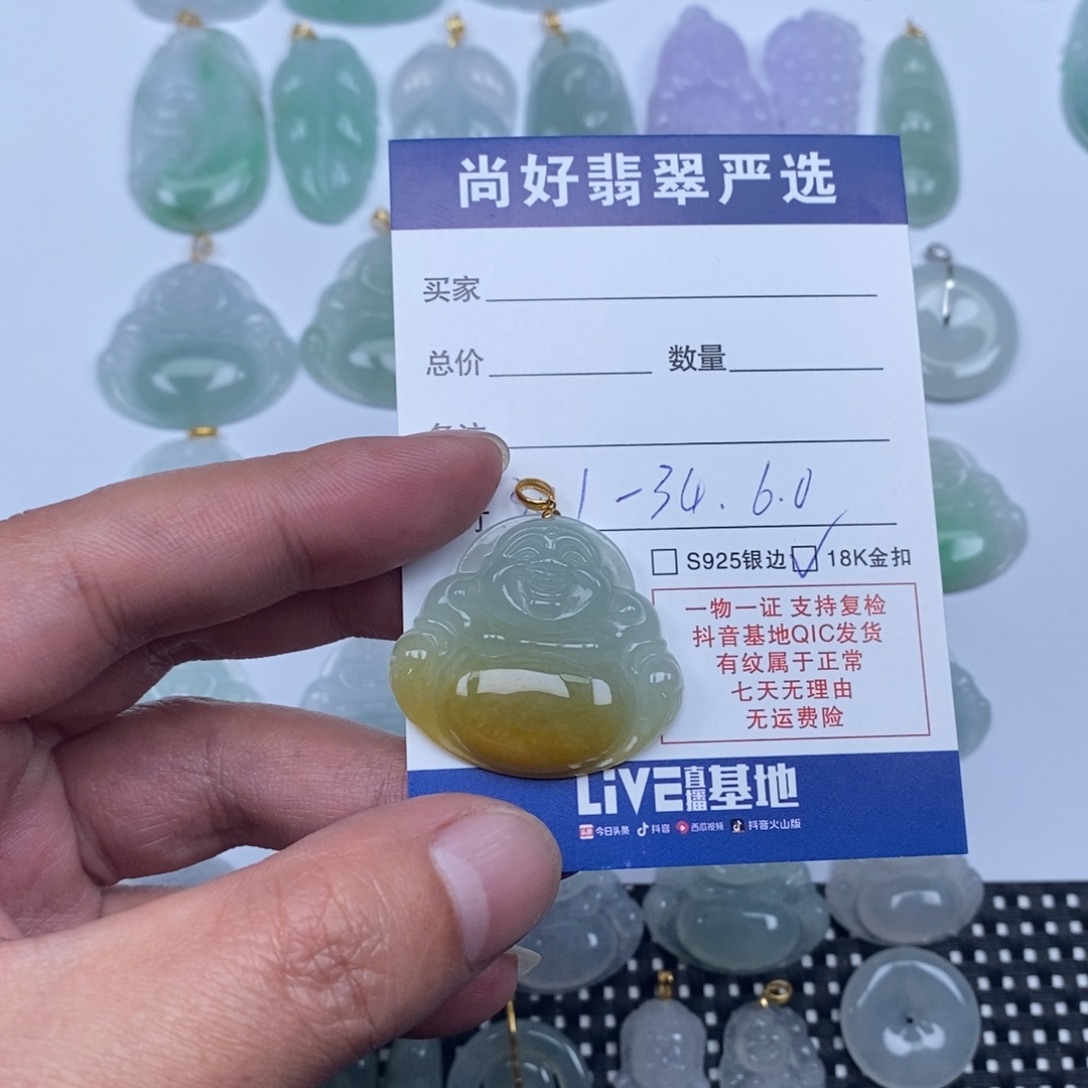 尚好翡翠严选
买家
总价 数量
1-34.6.0
S925银边 18K金扣
一物一证 支持复检
抖音基地QIC发货
有纹属于正常
七天无理由
无运费险
LiVE直播基地
头条 今日头条 抖音 西瓜视频 抖音火山版